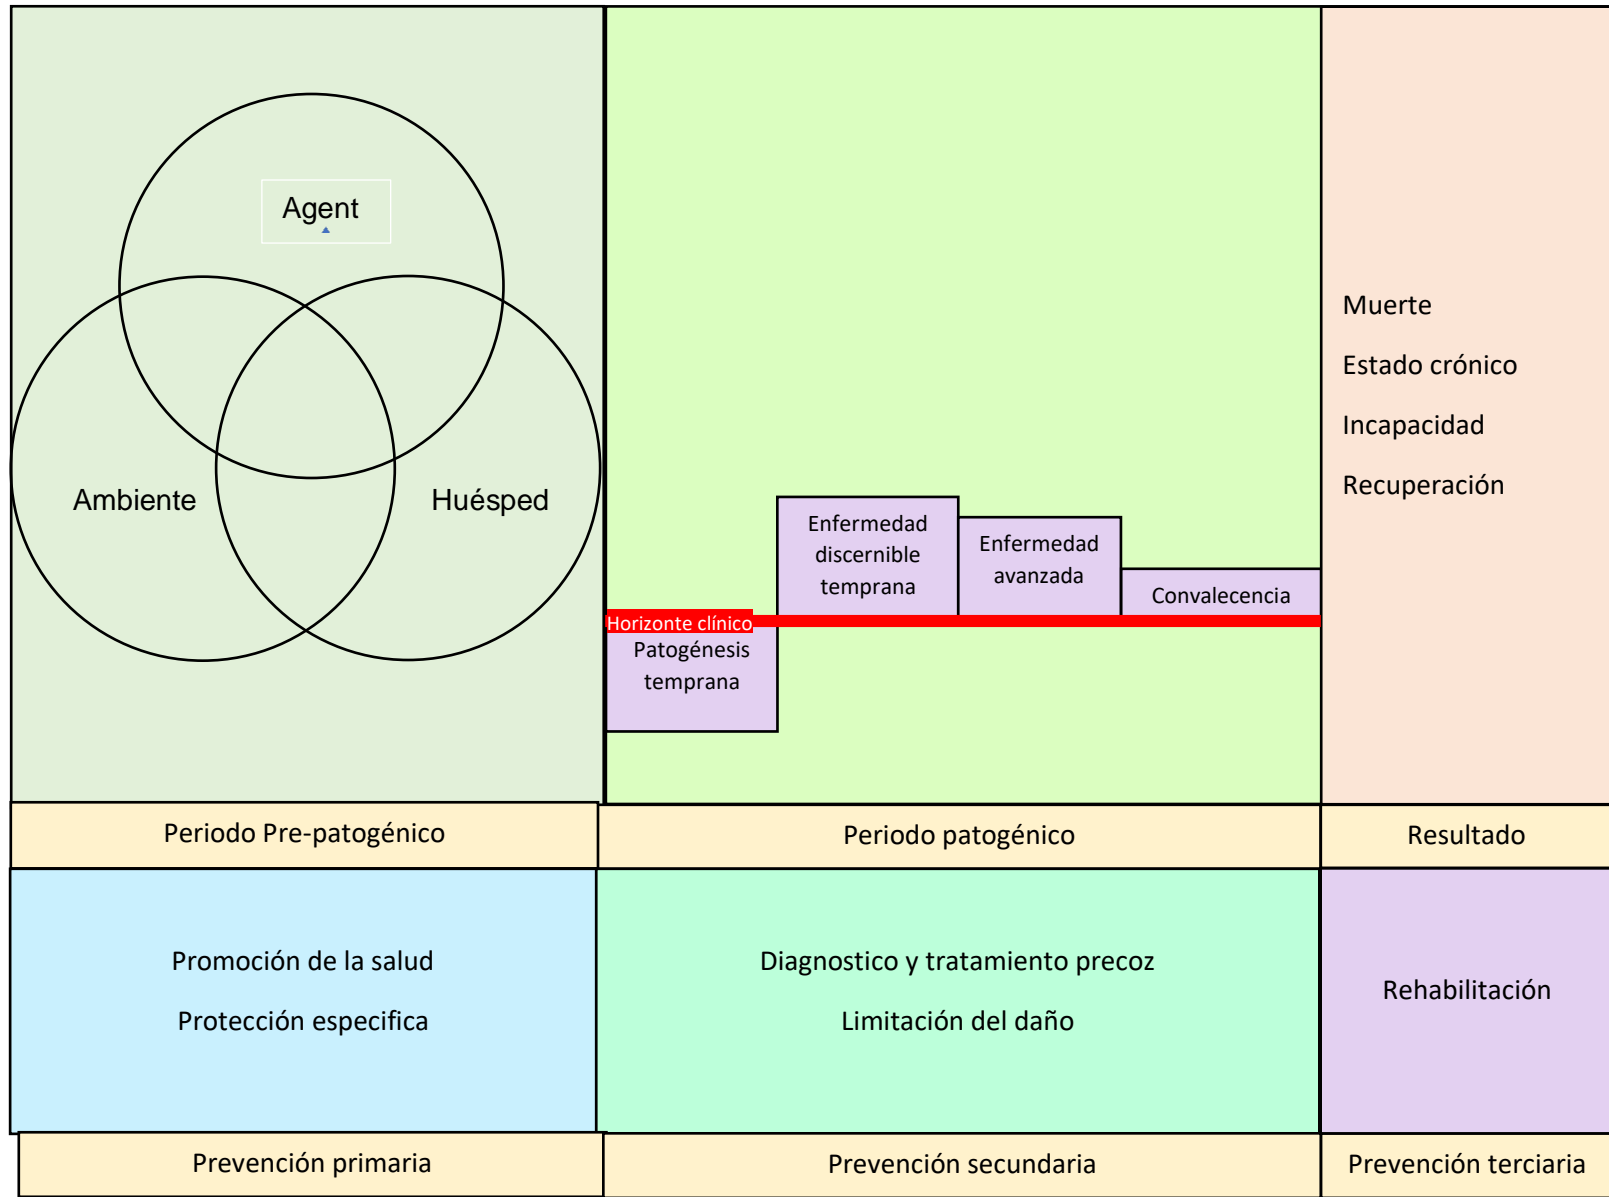 Agent
Ambiente
Huésped
Enfermedad
discernible
temprana
Enfermedad
avanzada
Convalecencia
Horizonte clínico
Patogénesis
temprana
Muerte
Estado crónico
Incapacidad
Recuperación
Periodo Pre-patogénico
Periodo patogénico
Resultado
Promoción de la salud
Protección especifica
Diagnostico y tratamiento precoz
Limitación del daño
Rehabilitación
Prevención primaria
Prevención secundaria
Prevención terciaria